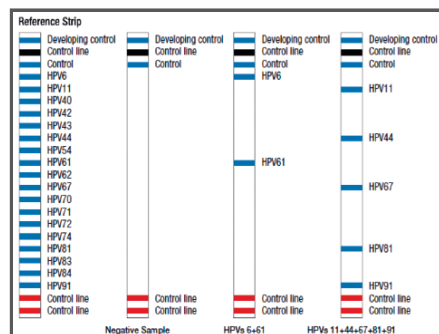 Reference Strip
Developing control
Control line
Control
HPV6
HPV11
HPV40
HPV42
HPV43
HPV44
HPV54
HPV61
HPV62
HPV67
HPV70
HPV71
HPV72
HPV74
HPV81
HPV83
HPV84
HPV91
Control line
Control line
Developing control
Control line
Control
Control line
Control line
Negative Sample
Developing control
Control line
Control
HPV6
HPV61
Control line
Control line
HPVs 6+61
Developing control
Control line
Control
HPV11
HPV44
HPV67
HPV81
HPV91
Control line
Control line
HPVs 11+44+67+81+91